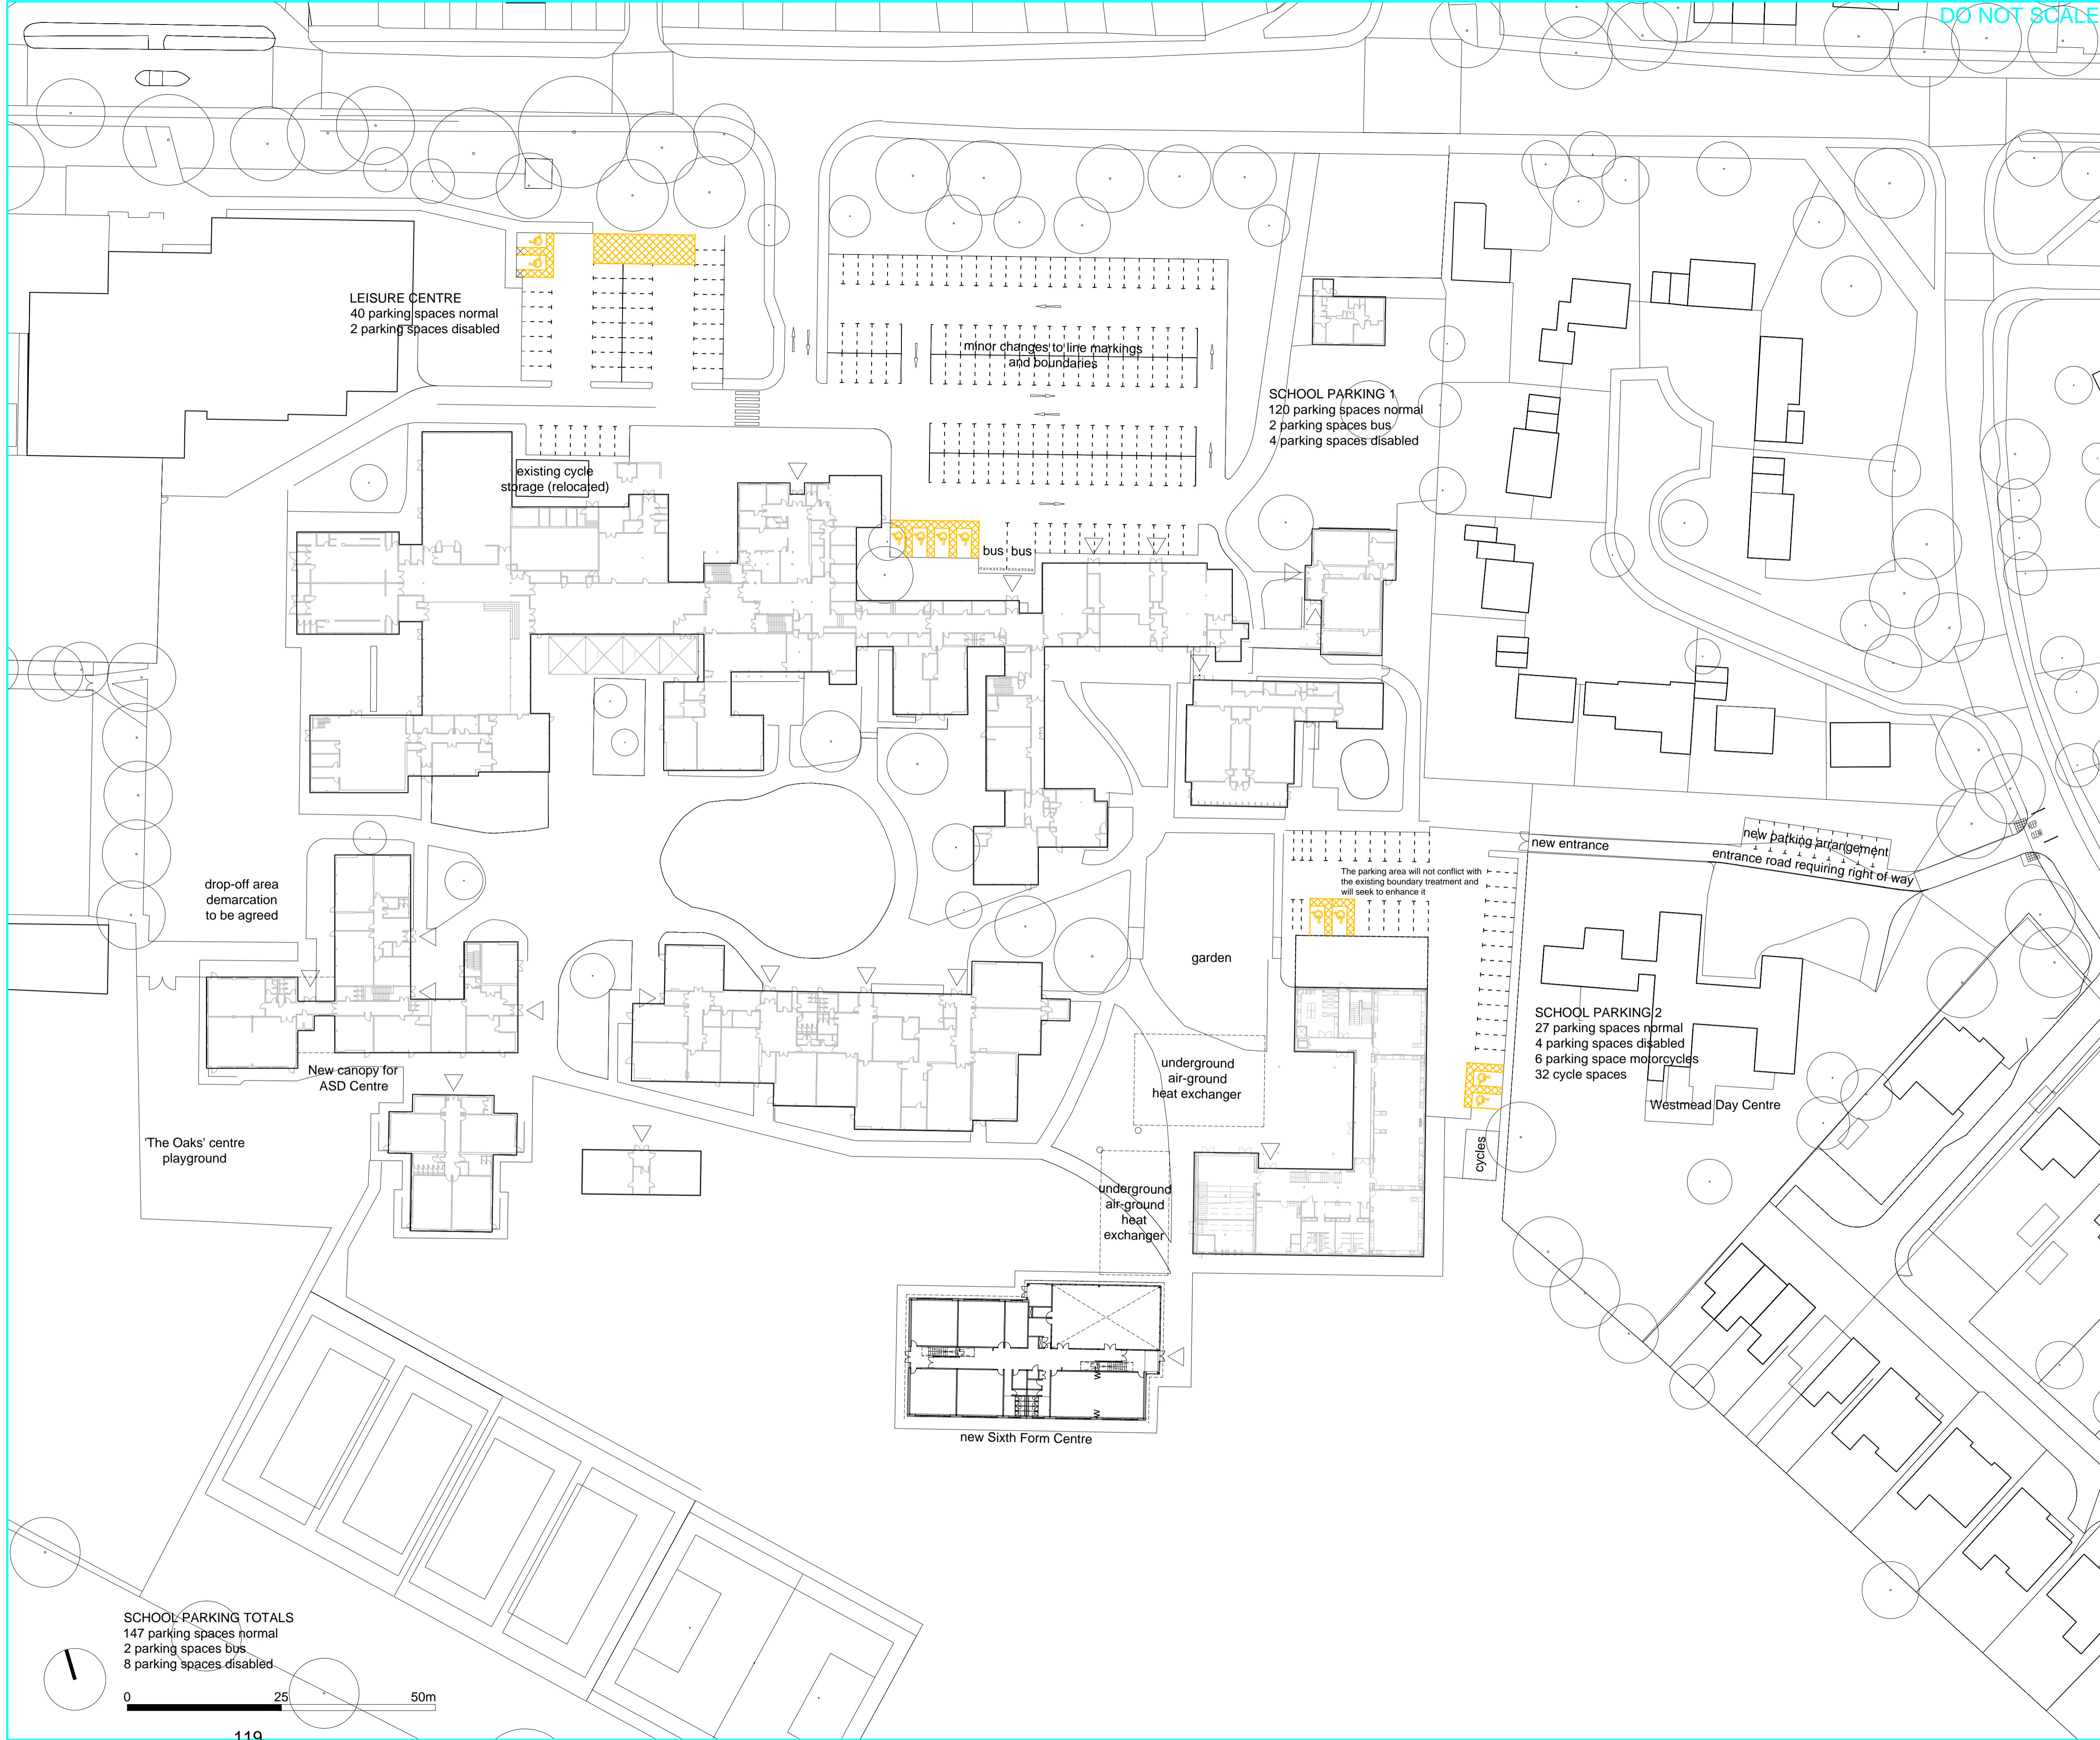 DO NOT SCALE
LEISURE CENTRE
40 parking spaces normal
2 parking spaces disabled
minor changes to line markings
and boundaries
SCHOOL PARKING 1
120 parking spaces normal
2 parking spaces bus
4 parking spaces disabled
existing cycle
storage (relocated)
bus bus
RESERVED RESERVED
KEEP
CLEAR
new parking arrangement
new entrance
entrance road requiring right of way
The parking area will not conflict with
the existing boundary treatment and
will seek to enhance it
drop-off area
demarcation
to be agreed
garden
SCHOOL PARKING 2
27 parking spaces normal
4 parking spaces disabled
6 parking space motorcycles
32 cycle spaces
underground
air-ground
heat exchanger
New canopy for
ASD Centre
Westmead Day Centre
'The Oaks' centre
playground
cycles
underground
air-ground
heat
exchanger
W
W
new Sixth Form Centre
SCHOOL PARKING TOTALS
147 parking spaces normal
2 parking spaces bus
8 parking spaces disabled
0 25 50m
119